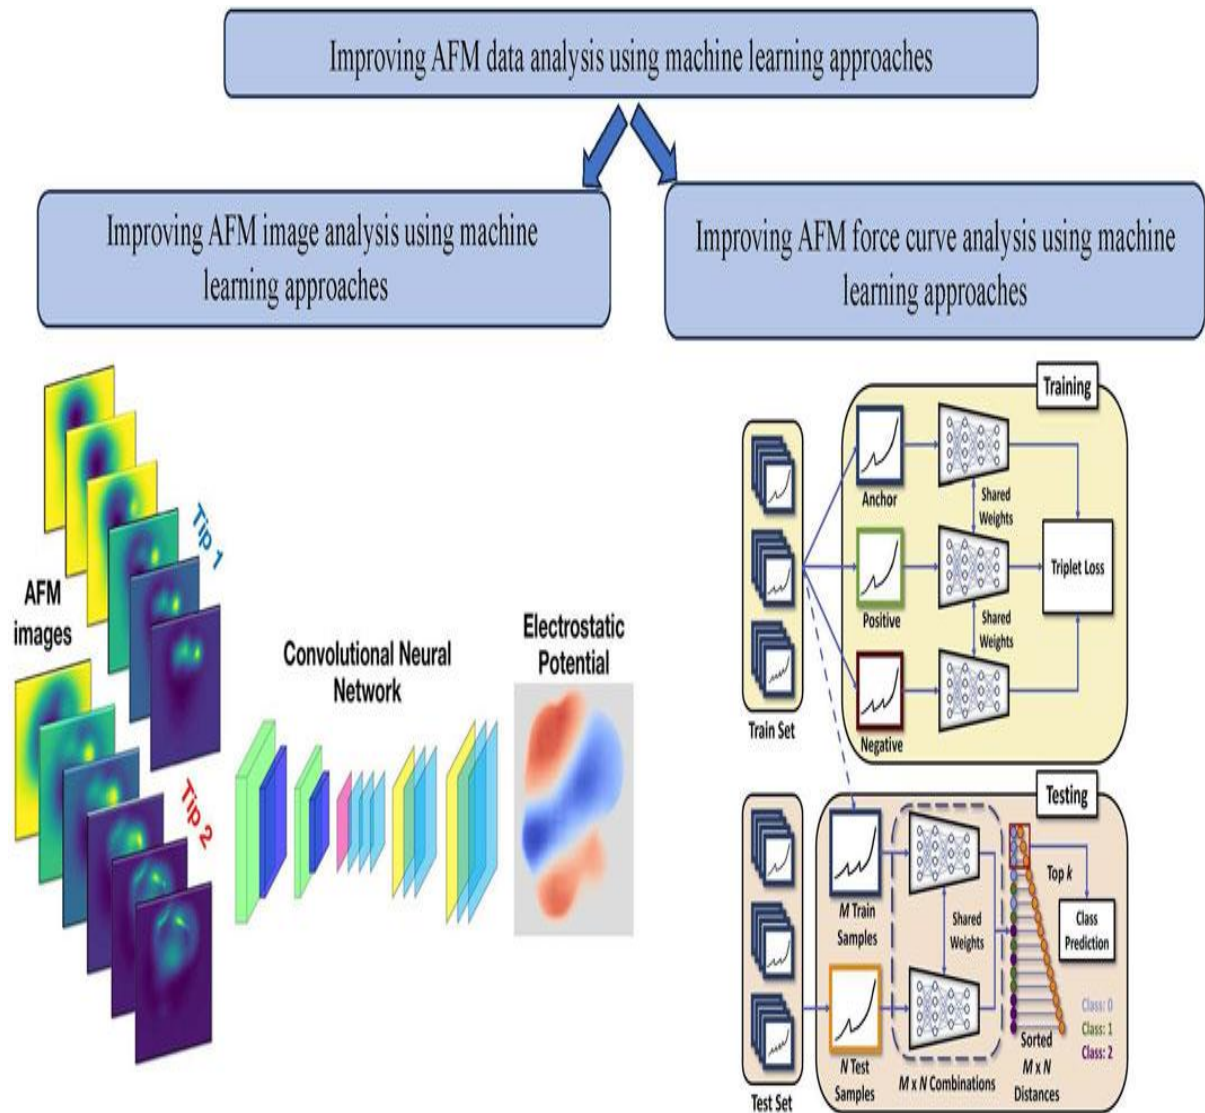 Improving AFM data analysis using machine learning approaches
Improving AFM image analysis using machine
learning approaches
Improving AFM force curve analysis using machine
learning approaches
AFM
images
Tip 1
Tip 2
Convolutional Neural
Network
Electrostatic
Potential
Training
Train Set
Anchor
Positive
Negative
Shared
Weights
Shared
Weights
Triplet Loss
Testing
Test Set
M Train
Samples
N Test
Samples
Shared
Weights
M x N Combinations
Top k
Class
Prediction
Class: 0
Class: 1
Class: 2
Sorted
M x N
Distances